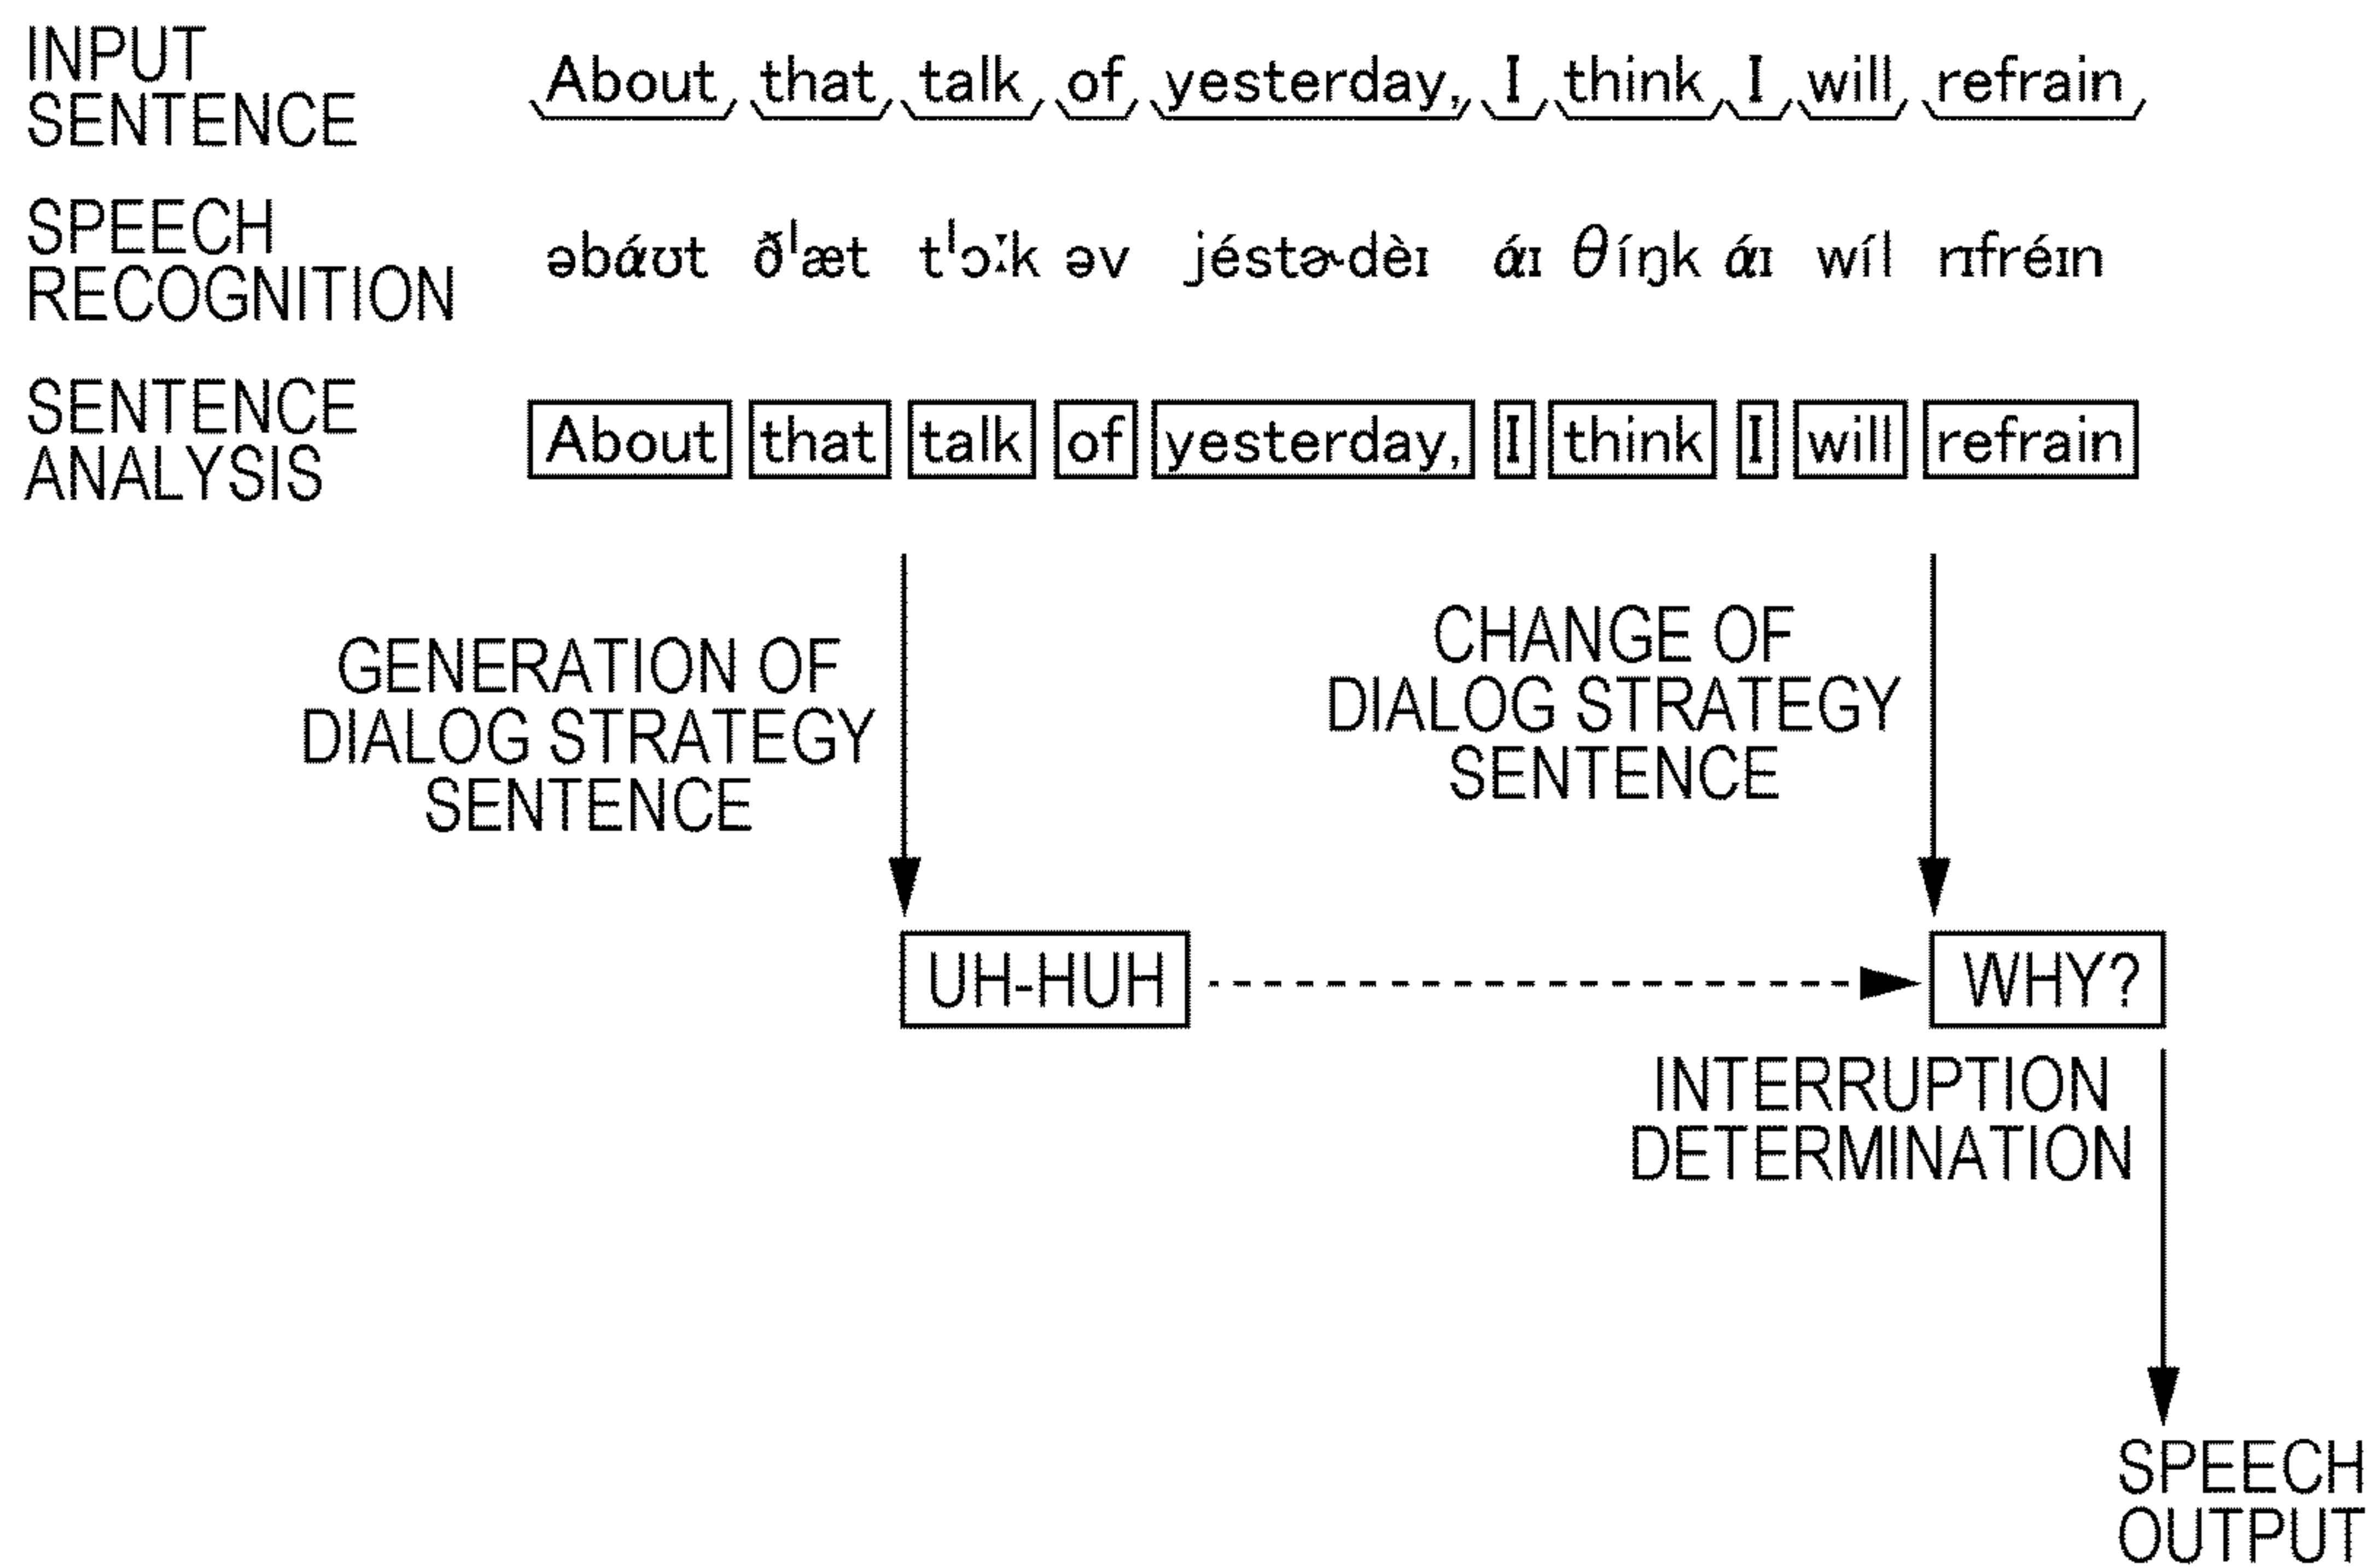 INPUT
SENTENCE
About that talk of yesterday, I think I will refrain
SPEECH
RECOGNITION
əbáʊt ðˈæt tˈɔːk əv jéstɚdèɪ áɪ θíŋk áɪ wíl rɪfréɪn
SENTENCE
ANALYSIS
About that talk of yesterday, I think I will refrain
GENERATION OF
DIALOG STRATEGY
SENTENCE
CHANGE OF
DIALOG STRATEGY
SENTENCE
UH-HUH
WHY?
INTERRUPTION
DETERMINATION
SPEECH
OUTPUT